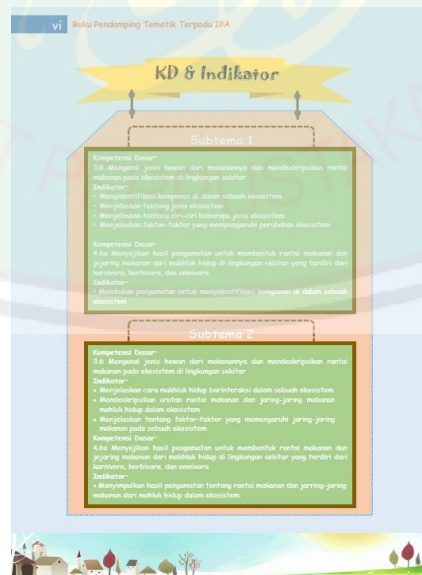 vi Buku Pendamping Tematik Terpadu IPA
KD & Indikator
Subtema 1
Kompetensi Dasar
3.6 Mengenal jenis hewan dari makanannya dan mendeskripsikan rantai
makanan pada ekosistem di lingkungan sekitar
Indikator
• Mengidentifikasi komponen di dalam sebuah ekosistem
• Menjelaskan tentang jenis ekosistem
• Menjelaskan tentang ciri-ciri beberapa jenis ekosistem
• Menjelaskan faktor-faktor yang mempengaruhi perubahan ekosistem
Kompetensi Dasar
4.6a Menyajikan hasil pengamatan untuk membentuk rantai makanan dan
jejaring makanan dari makhluk hidup di lingkungan sekitar yang terdiri dari
karnivora, herbivora, dan omnivora
Indikator
• Melakukan pengamatan untuk mengidentifikasi komponen di dalam sebuah
ekosistem
Subtema 2
Kompetensi Dasar
3.6 Mengenal jenis hewan dari makanannya dan mendeskripsikan rantai
makanan pada ekosistem di lingkungan sekitar
Indikator
• Menjelaskan cara makhluk hidup berinteraksi dalam sebuah ekosistem
• Mendeskripsikan urutan rantai makanan dan jaring-jaring makanan
mahluk hidup dalam ekosistem
• Menjelaskan tentang faktor-faktor yang memengaruhi jaring-jaring
makanan pada sebuah ekosistem
Kompetensi Dasar
4.6a Menyajikan hasil pengamatan untuk membentuk rantai makanan dan
jejaring makanan dari makhluk hidup di lingkungan sekitar yang terdiri dari
karnivora, herbivora, dan omnivora
Indikator
• Menyimpulkan hasil pengamatan tentang rantai makanan dan jarring-jaring
makanan dari mahluk hidup dalam ekosistem.